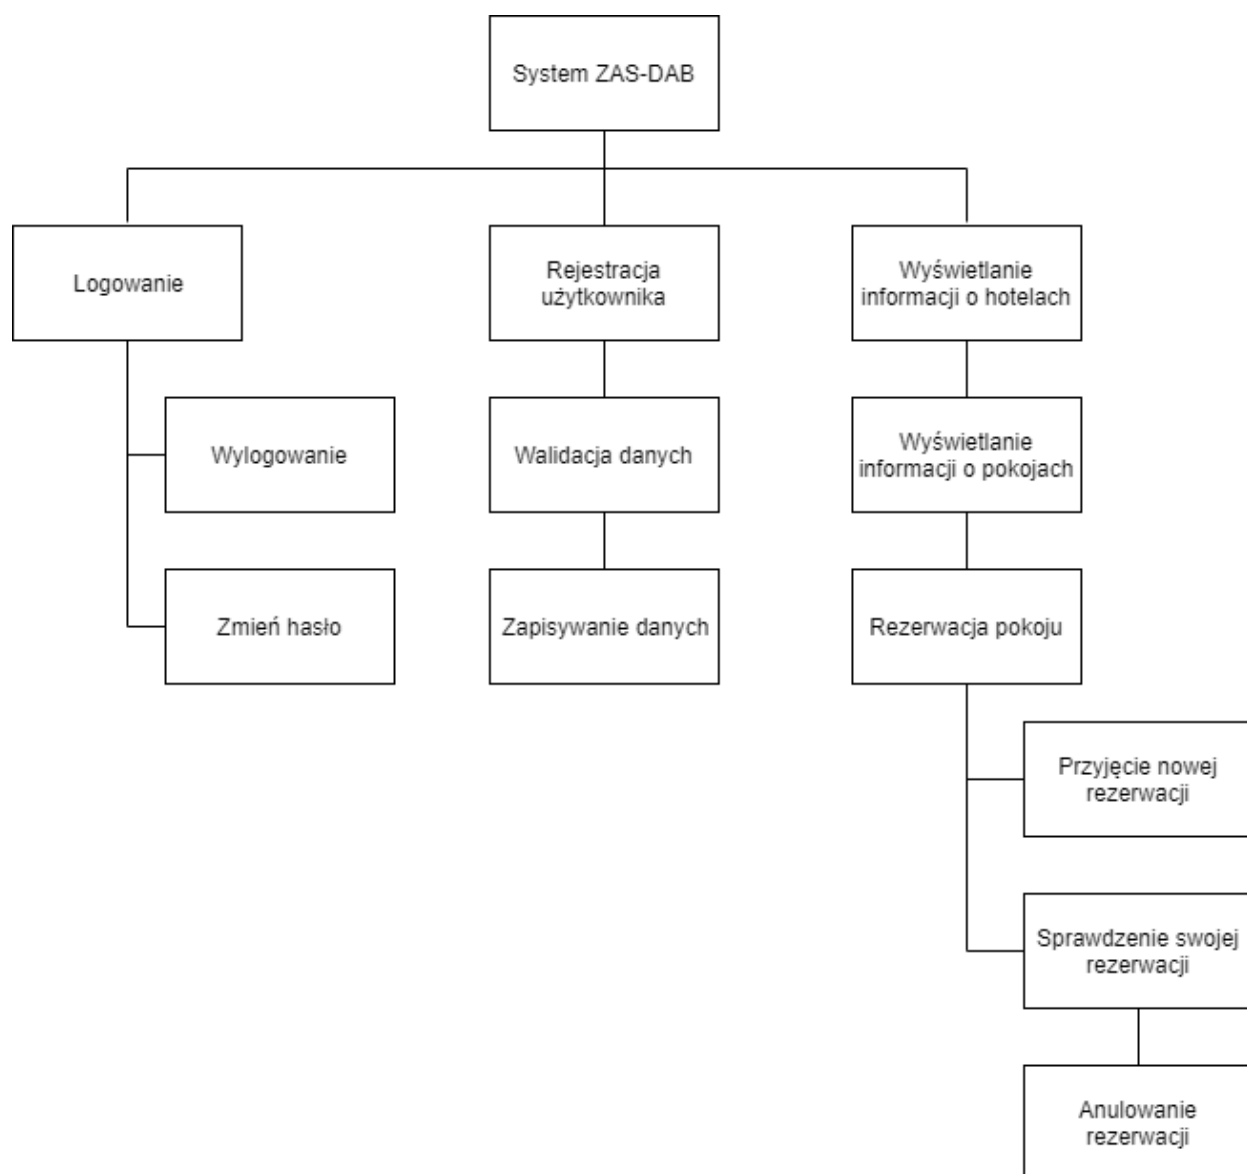 System ZAS-DAB
Logowanie
Rejestracja
użytkownika
Wyświetlanie
informacji o hotelach
Wylogowanie
Walidacja danych
Wyświetlanie
informacji o pokojach
Zmień hasło
Zapisywanie danych
Rezerwacja pokoju
Przyjęcie nowej
rezerwacji
Sprawdzenie swojej
rezerwacji
Anulowanie
rezerwacji